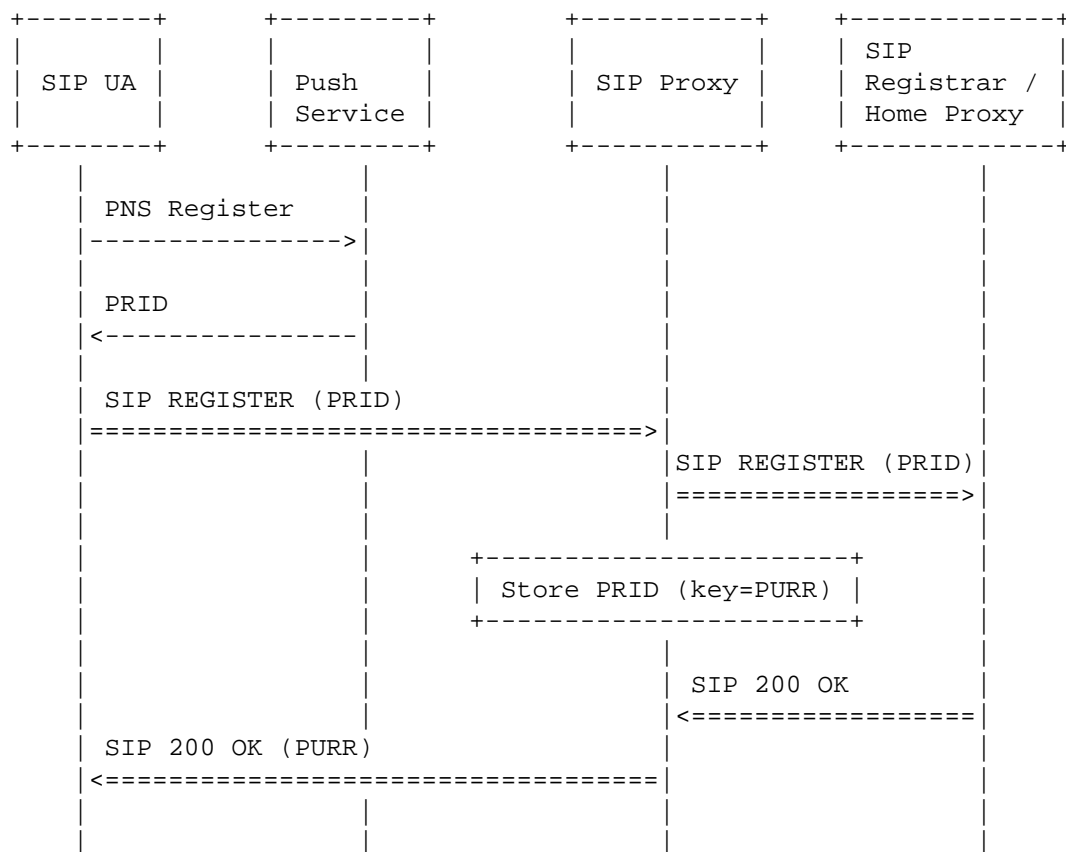 SIP UA
Push
Service
SIP Proxy
SIP
Registrar /
Home Proxy
PNS Register
PRID
SIP REGISTER (PRID)
SIP REGISTER (PRID)
Store PRID (key=PURR)
SIP 200 OK
SIP 200 OK (PURR)